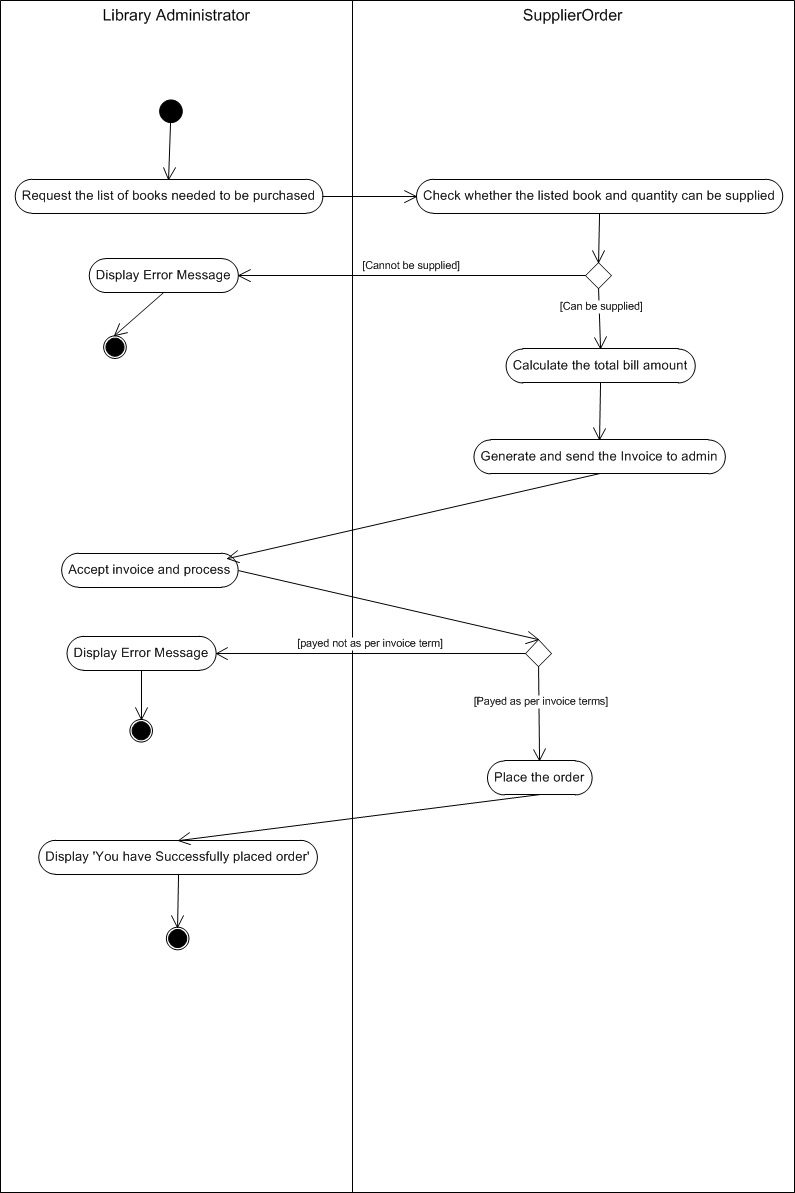 Library Administrator
SupplierOrder
Request the list of books needed to be purchased
Check whether the listed book and quantity can be supplied
[Cannot be supplied]
Display Error Message
[Can be supplied]
Calculate the total bill amount
Generate and send the Invoice to admin
Accept invoice and process
[payed not as per invoice term]
Display Error Message
[Payed as per invoice terms]
Place the order
Display 'You have Successfully placed order'